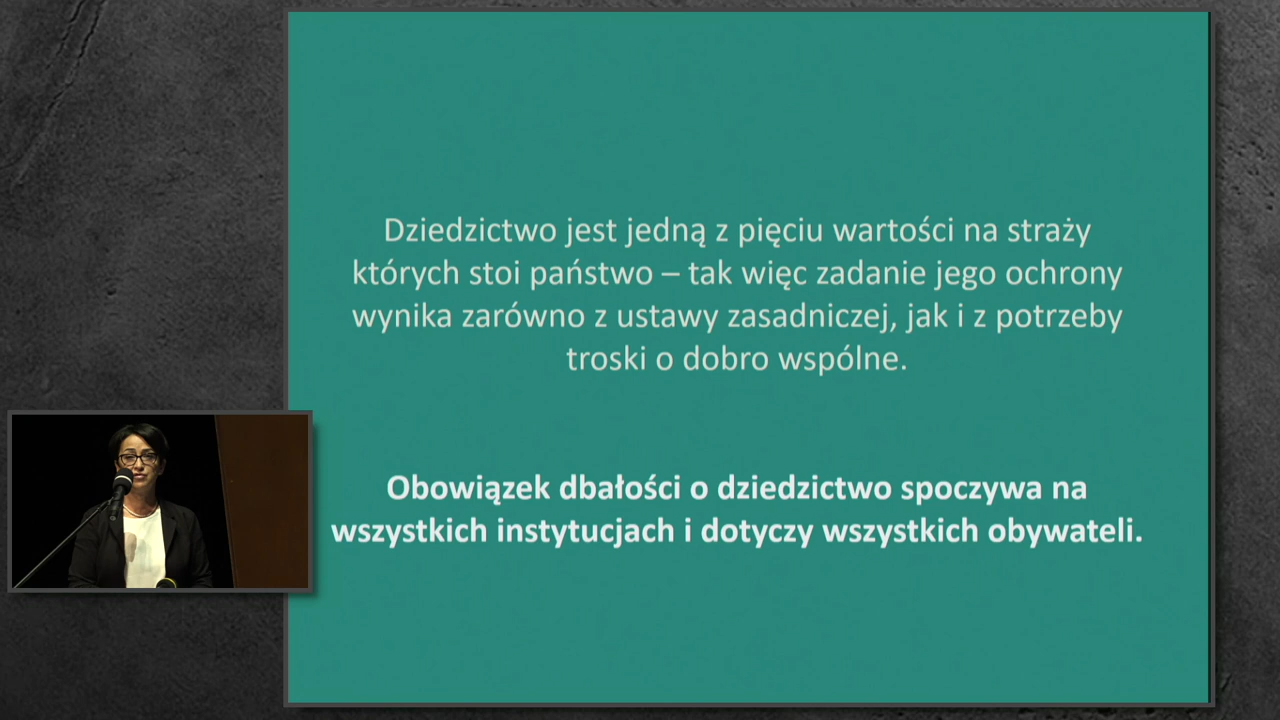 Dziedzictwo jest jedną z pięciu wartości na straży
których stoi państwo – tak więc zadanie jego ochrony
wynika zarówno z ustawy zasadniczej, jak i z potrzeby
troski o dobro wspólne.
Obowiązek dbałości o dziedzictwo spoczywa na
wszystkich instytucjach i dotyczy wszystkich obywateli.